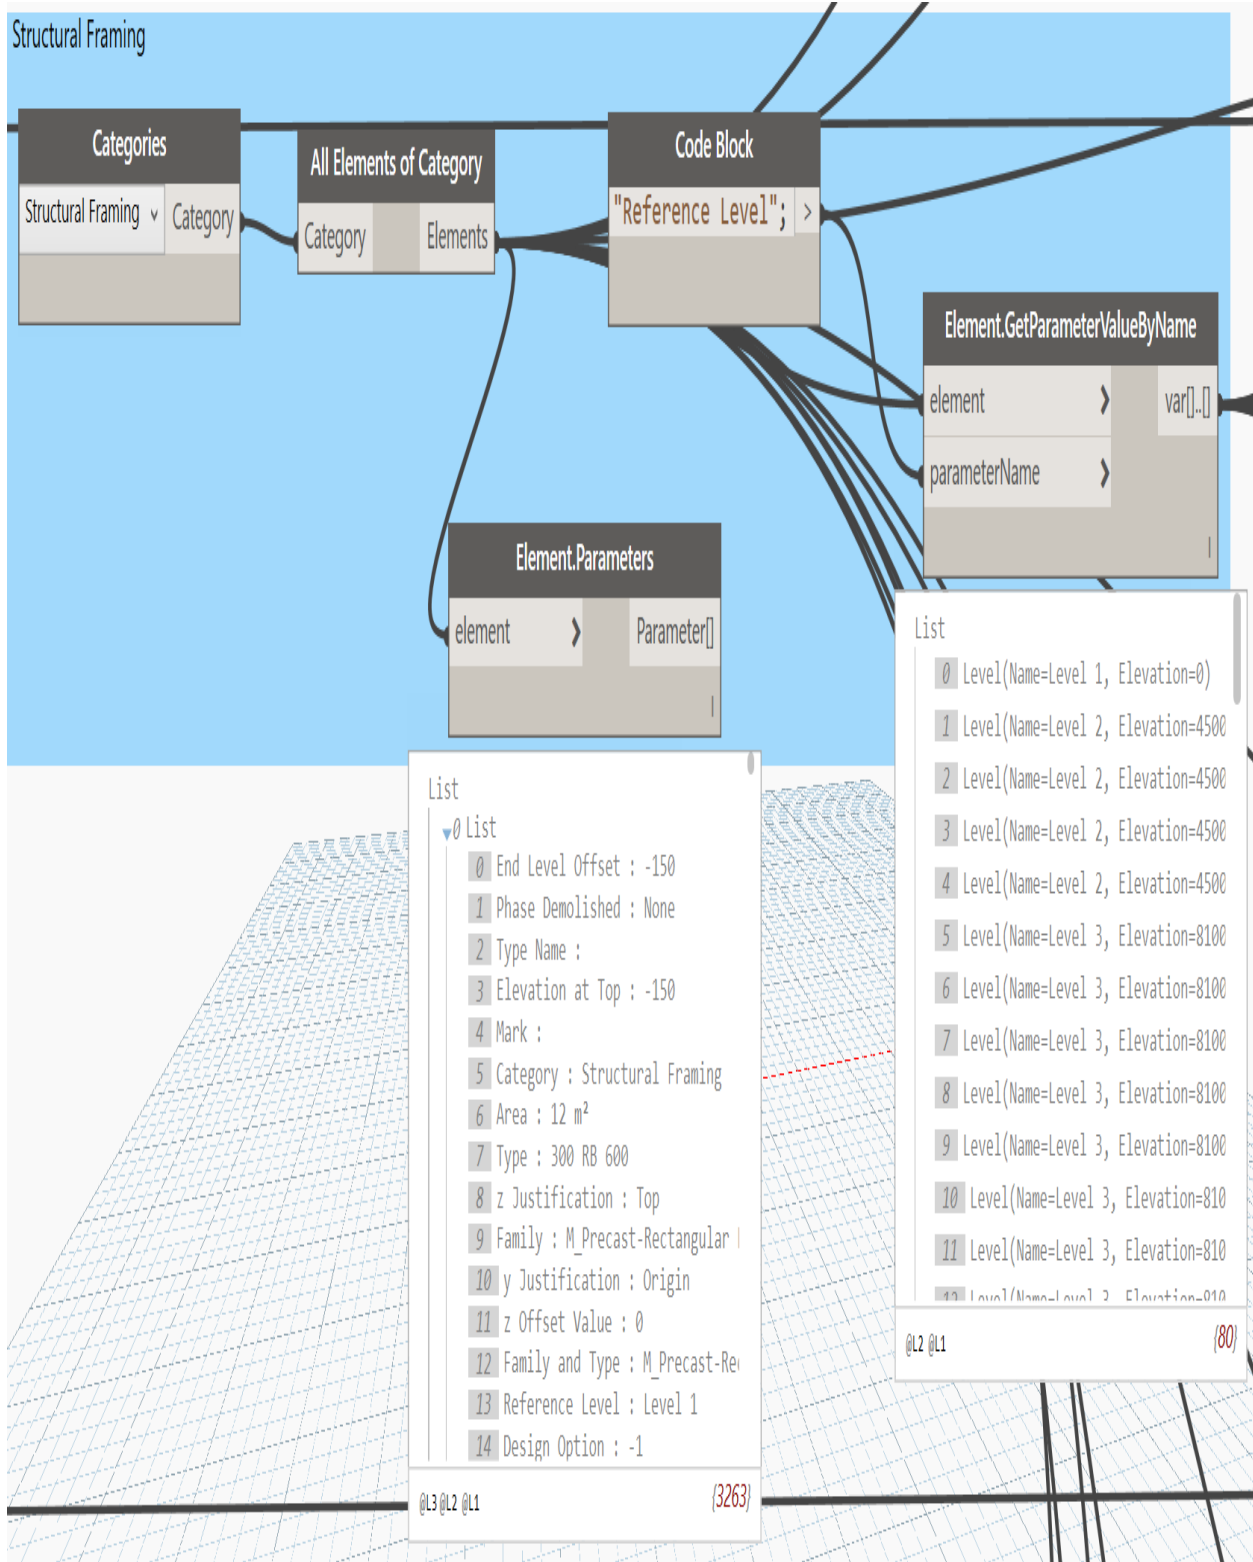 Structural Framing
Categories
Structural Framing
Category
All Elements of Category
Category
Elements
Code Block
"Reference Level";
>
Element.GetParameterValueByName
element
var[]..[]
parameterName
Element.Parameters
element
Parameter[]
List
0 Level(Name=Level 1, Elevation=0)
1 Level(Name=Level 2, Elevation=4500
2 Level(Name=Level 2, Elevation=4500
3 Level(Name=Level 2, Elevation=4500
4 Level(Name=Level 2, Elevation=4500
5 Level(Name=Level 3, Elevation=8100
6 Level(Name=Level 3, Elevation=8100
7 Level(Name=Level 3, Elevation=8100
8 Level(Name=Level 3, Elevation=8100
9 Level(Name=Level 3, Elevation=8100
10 Level(Name=Level 3, Elevation=810
11 Level(Name=Level 3, Elevation=810
12 Level(Name=Level 3, Elevation=810
@L2 @L1
{80}
List
0 List
0 End Level Offset : -150
1 Phase Demolished : None
2 Type Name :
3 Elevation at Top : -150
4 Mark :
5 Category : Structural Framing
6 Area : 12 m²
7 Type : 300 RB 600
8 z Justification : Top
9 Family : M_Precast-Rectangular
10 y Justification : Origin
11 z Offset Value : 0
12 Family and Type : M_Precast-Re
13 Reference Level : Level 1
14 Design Option : -1
@L3 @L2 @L1
{3263}